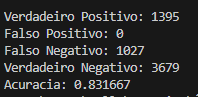 Verdadeiro Positivo: 1395
Falso Positivo: 0
Falso Negativo: 1027
Verdadeiro Negativo: 3679
Acuracia: 0.831667